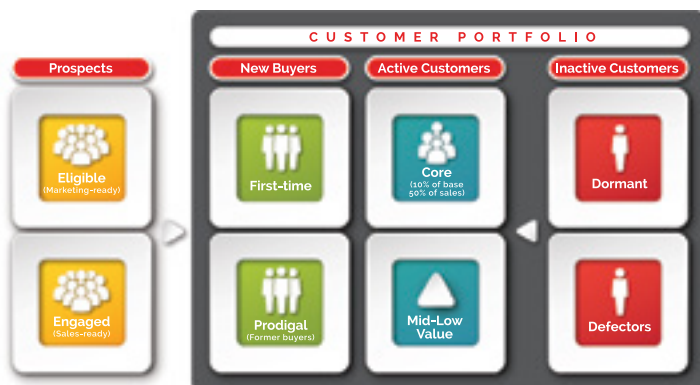 CUSTOMER PORTFOLIO
Prospects
New Buyers
Active Customers
Inactive Customers
Eligible
(Marketing-ready)
First-time
Core
(10% of base
50% of sales)
Dormant
Engaged
(Sales-ready)
Prodigal
(Former buyers)
Mid-Low
Value
Defectors